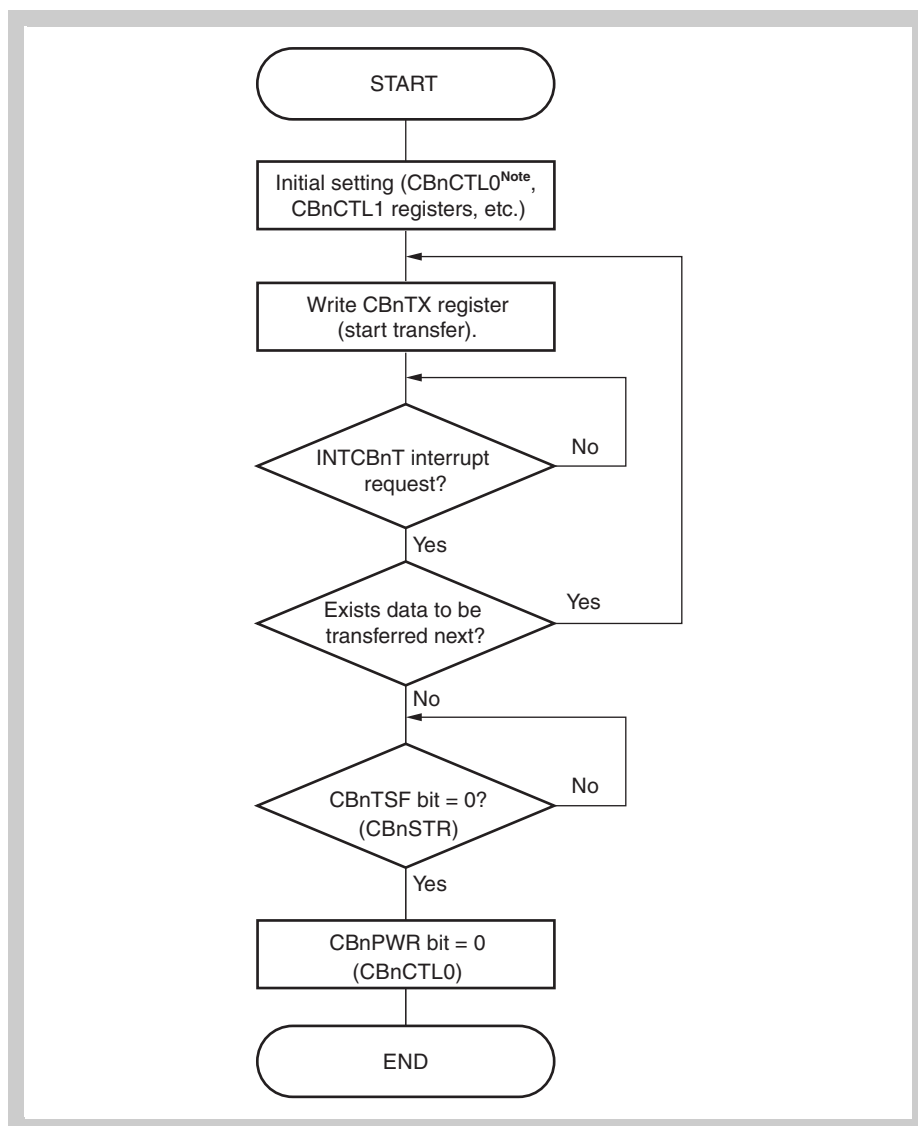 START
Initial setting (CBnCTL0Note,
CBnCTL1 registers, etc.)
Write CBnTX register
(start transfer).
INTCBnT interrupt
request?
No
Yes
Exists data to be
transferred next?
Yes
No
CBnTSF bit = 0?
(CBnSTR)
No
Yes
CBnPWR bit = 0
(CBnCTL0)
END